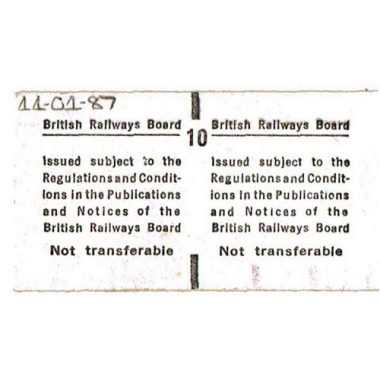 11-01-87
British Railways Board
10
British Railways Board
Issued subject to the
Regulations and Condit-
ions in the Publications
and Notices of the
British Railways Board
Not transferable
Issued subject to the
Regulations and Condit-
ions in the Publications
and Notices of the
British Railways Board
Not transferable